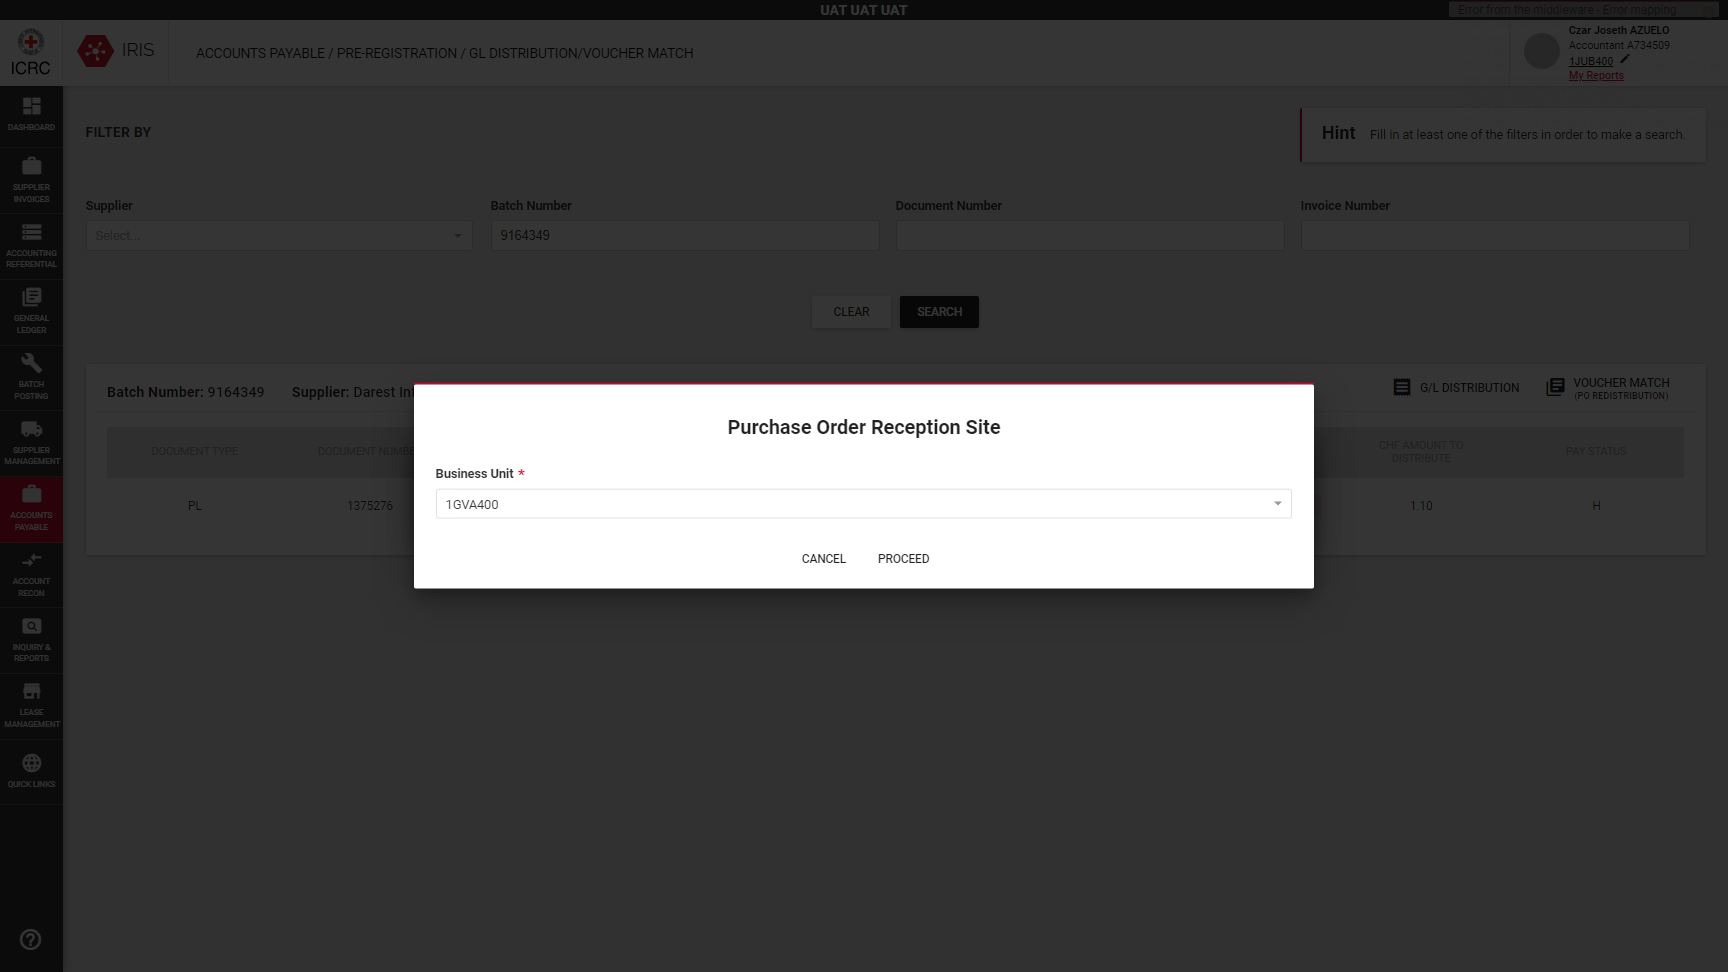 UAT UAT UAT
Error from the middleware - Error mapping
ICRC
IRIS
ACCOUNTS PAYABLE / PRE-REGISTRATION / GL DISTRIBUTION/VOUCHER MATCH
Czar Joseth AZUELO
Accountant A734509
1JUB400
My Reports
DASHBOARD
SUPPLIER
INVOICES
ACCOUNTING
REFERENTIAL
GENERAL
LEDGER
BATCH
POSTING
SUPPLIER
MANAGEMENT
ACCOUNTS
PAYABLE
ACCOUNT
RECON
INQUIRY &
REPORTS
LEASE
MANAGEMENT
QUICK LINKS
FILTER BY
Hint Fill in at least one of the filters in order to make a search.
Supplier Batch Number Document Number Invoice Number
Select... 9164349
CLEAR SEARCH
Batch Number: 9164349 Supplier: Darest In
G/L DISTRIBUTION
VOUCHER MATCH
(PO REDISTRIBUTION)
DOCUMENT TYPE DOCUMENT NUMBE
CHF AMOUNT TO
DISTRIBUTE
PAY STATUS
PL 1375276 1.10 H
Purchase Order Reception Site
Business Unit *
1GVA400
CANCEL PROCEED